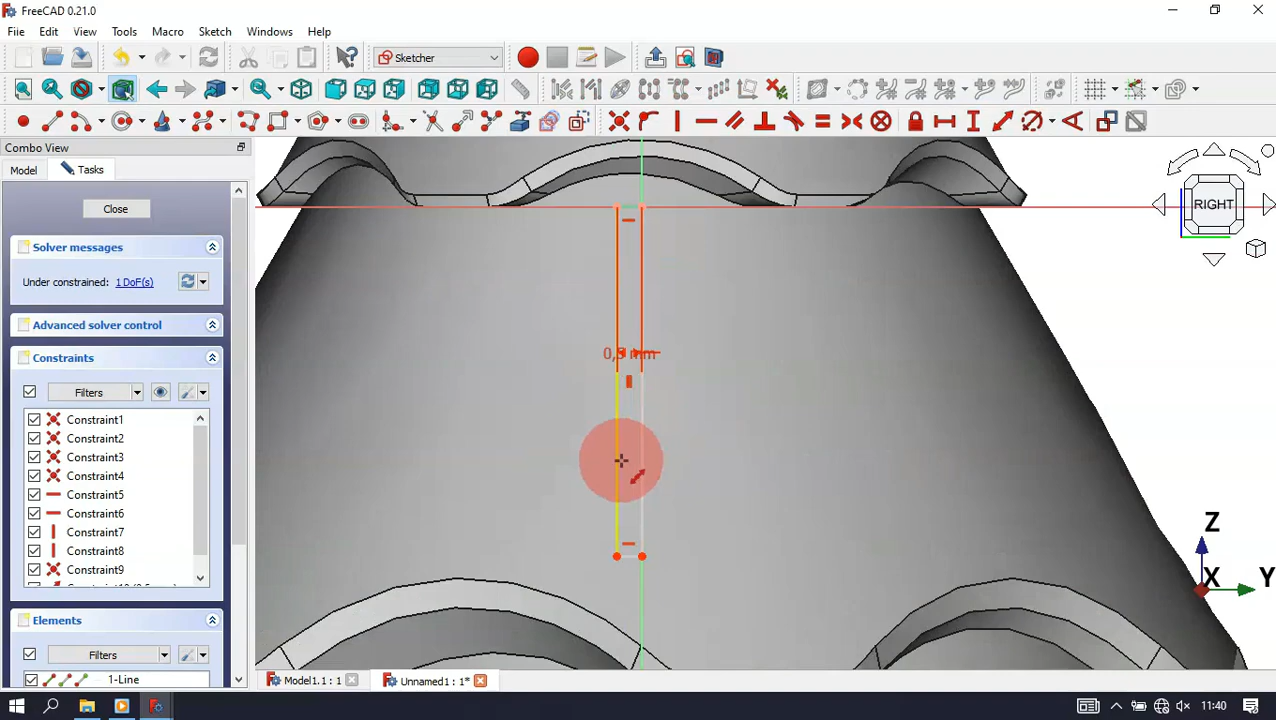 FreeCAD 0.21.0
File Edit View Tools Macro Sketch Windows Help
Sketcher
Combo View
Model Tasks
Close
Solver messages
Under constrained: 1 DoF(s)
Advanced solver control
Constraints
Filters
Constraint1
Constraint2
Constraint3
Constraint4
Constraint5
Constraint6
Constraint7
Constraint8
Constraint9
Elements
Filters
1-Line
RIGHT
mm
Z
X Y
Model1.1 : 1 Unnamed1 : 1*
11:40